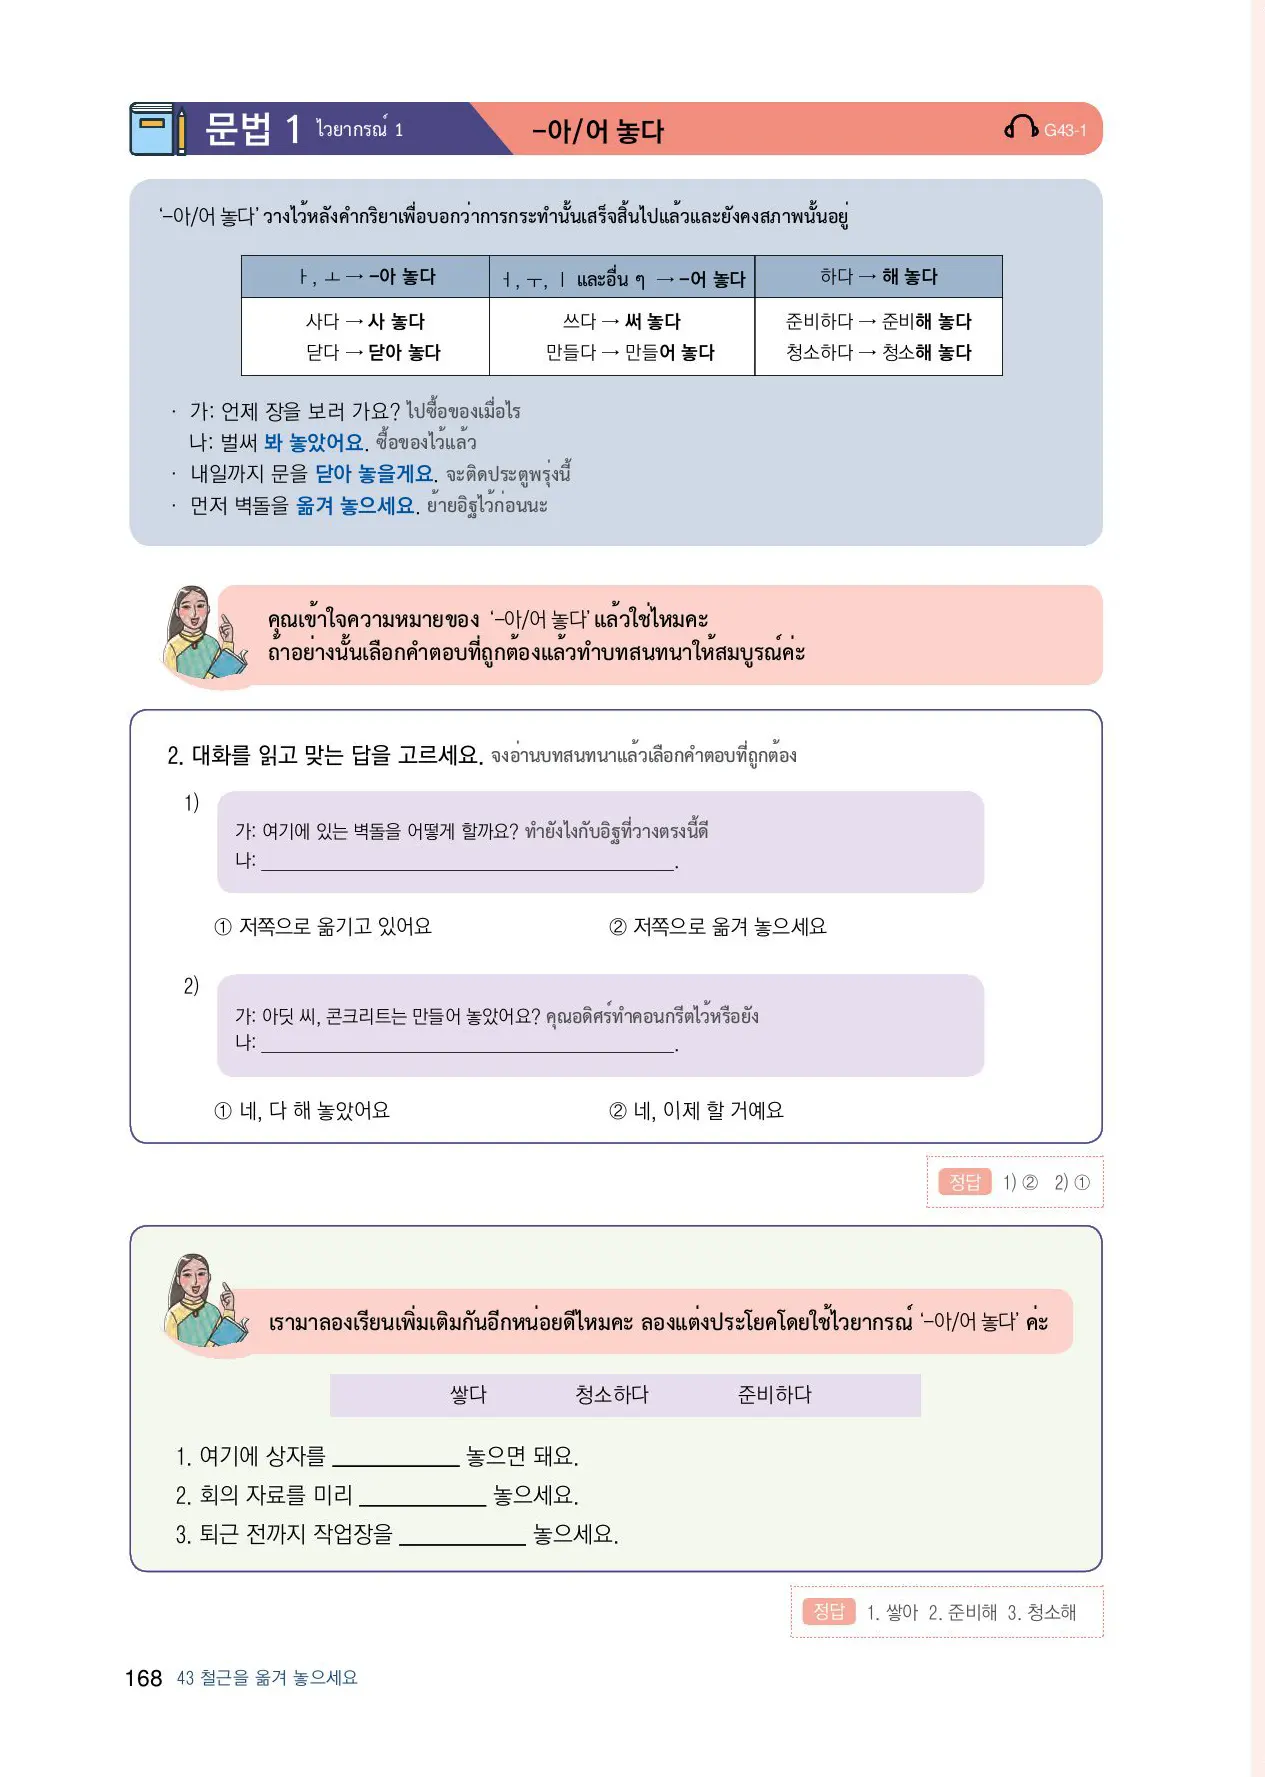 문법 1 ไวยากรณ์ 1 -아/어 놓다 G43-1
‘-아/어 놓다’ วางไว้หลังคำกริยาเพื่อบอกว่าการกระทำนั้นเสร็จสิ้นไปแล้วและยังคงสภาพนั้นอยู่
ㅏ, ㅗ → -아 놓다 ㅓ, ㅜ, ㅣ และอื่น ๆ → -어 놓다 하다 → 해 놓다
사다 → 사 놓다 쓰다 → 써 놓다 준비하다 → 준비해 놓다
닫다 → 닫아 놓다 만들다 → 만들어 놓다 청소하다 → 청소해 놓다
· 가: 언제 장을 보러 가요? ไปซื้อของเมื่อไร
나: 벌써 봐 놓았어요. ซื้อของไว้แล้ว
· 내일까지 문을 닫아 놓을게요. จะติดประตูพรุ่งนี้
· 먼저 벽돌을 옮겨 놓으세요. ย้ายอิฐไว้ก่อนนะ
คุณเข้าใจความหมายของ ‘-아/어 놓다’ แล้วใช่ไหมคะ
ถ้าอย่างนั้นเลือกคำตอบที่ถูกต้องแล้วทำบทสนทนาให้สมบูรณ์ค่ะ
2. 대화를 읽고 맞는 답을 고르세요. จงอ่านบทสนทนาแล้วเลือกคำตอบที่ถูกต้อง
1)
가: 여기에 있는 벽돌을 어떻게 할까요? ทำยังไงกับอิฐที่วางตรงนี้ดี
나: ____________________.
① 저쪽으로 옮기고 있어요 ② 저쪽으로 옮겨 놓으세요
2)
가: 아딧 씨, 콘크리트는 만들어 놓았어요? คุณอดิศร์ทำคอนกรีตไว้หรือยัง
나: ____________________.
① 네, 다 해 놓았어요 ② 네, 이제 할 거예요
정답 1) ② 2) ①
เรามาลองเรียนเพิ่มเติมกันอีกหน่อยดีไหมคะ ลองแต่งประโยคโดยใช้ไวยากรณ์ ‘-아/어 놓다’ ค่ะ
쌓다 청소하다 준비하다
1. 여기에 상자를 __________ 놓으면 돼요.
2. 회의 자료를 미리 __________ 놓으세요.
3. 퇴근 전까지 작업장을 __________ 놓으세요.
정답 1. 쌓아 2. 준비해 3. 청소해
168 43 철근을 옮겨 놓으세요